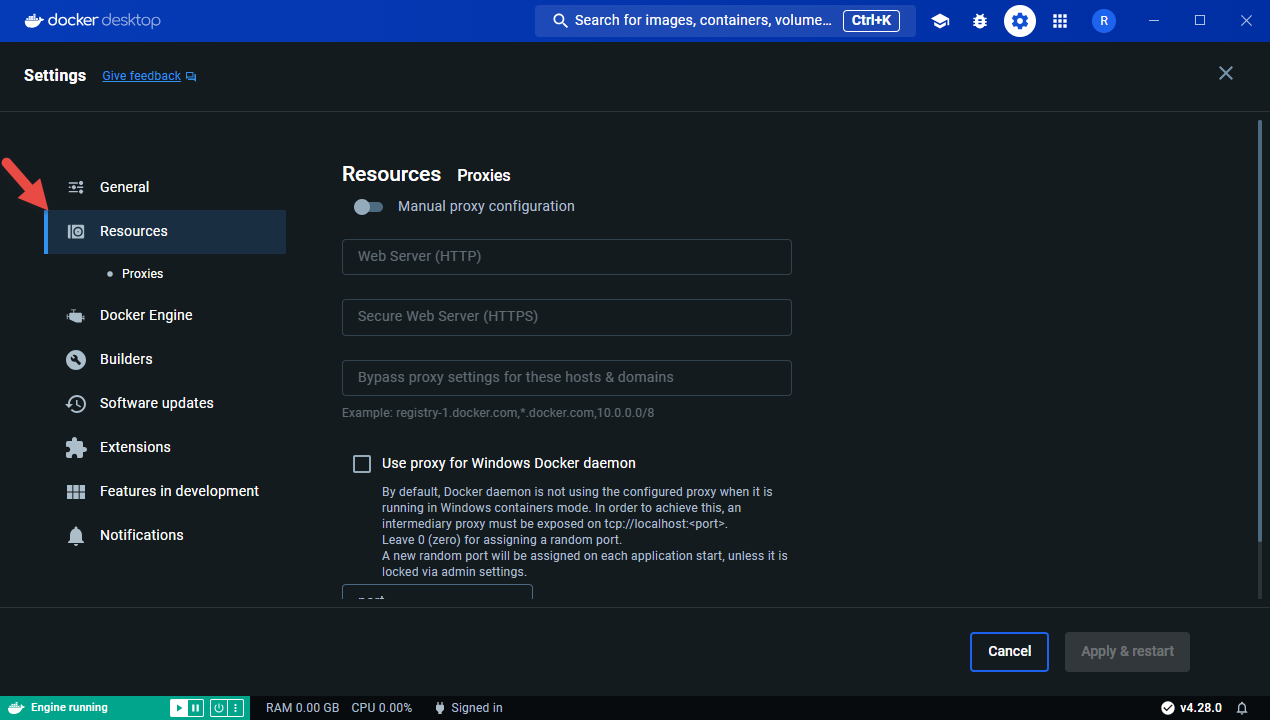 docker desktop
Search for images, containers, volume...
Ctrl+K
R
Settings
Give feedback
General
Resources
Proxies
Docker Engine
Builders
Software updates
Extensions
Features in development
Notifications
Resources Proxies
Manual proxy configuration
Web Server (HTTP)
Secure Web Server (HTTPS)
Bypass proxy settings for these hosts & domains
Example: registry-1.docker.com,*.docker.com,10.0.0.0/8
Use proxy for Windows Docker daemon
By default, Docker daemon is not using the configured proxy when it is
running in Windows containers mode. In order to achieve this, an
intermediary proxy must be exposed on tcp://localhost:<port>.
Leave 0 (zero) for assigning a random port.
A new random port will be assigned on each application start, unless it is
locked via admin settings.
port
Cancel
Apply & restart
Engine running
RAM 0.00 GB CPU 0.00%
Signed in
v4.28.0